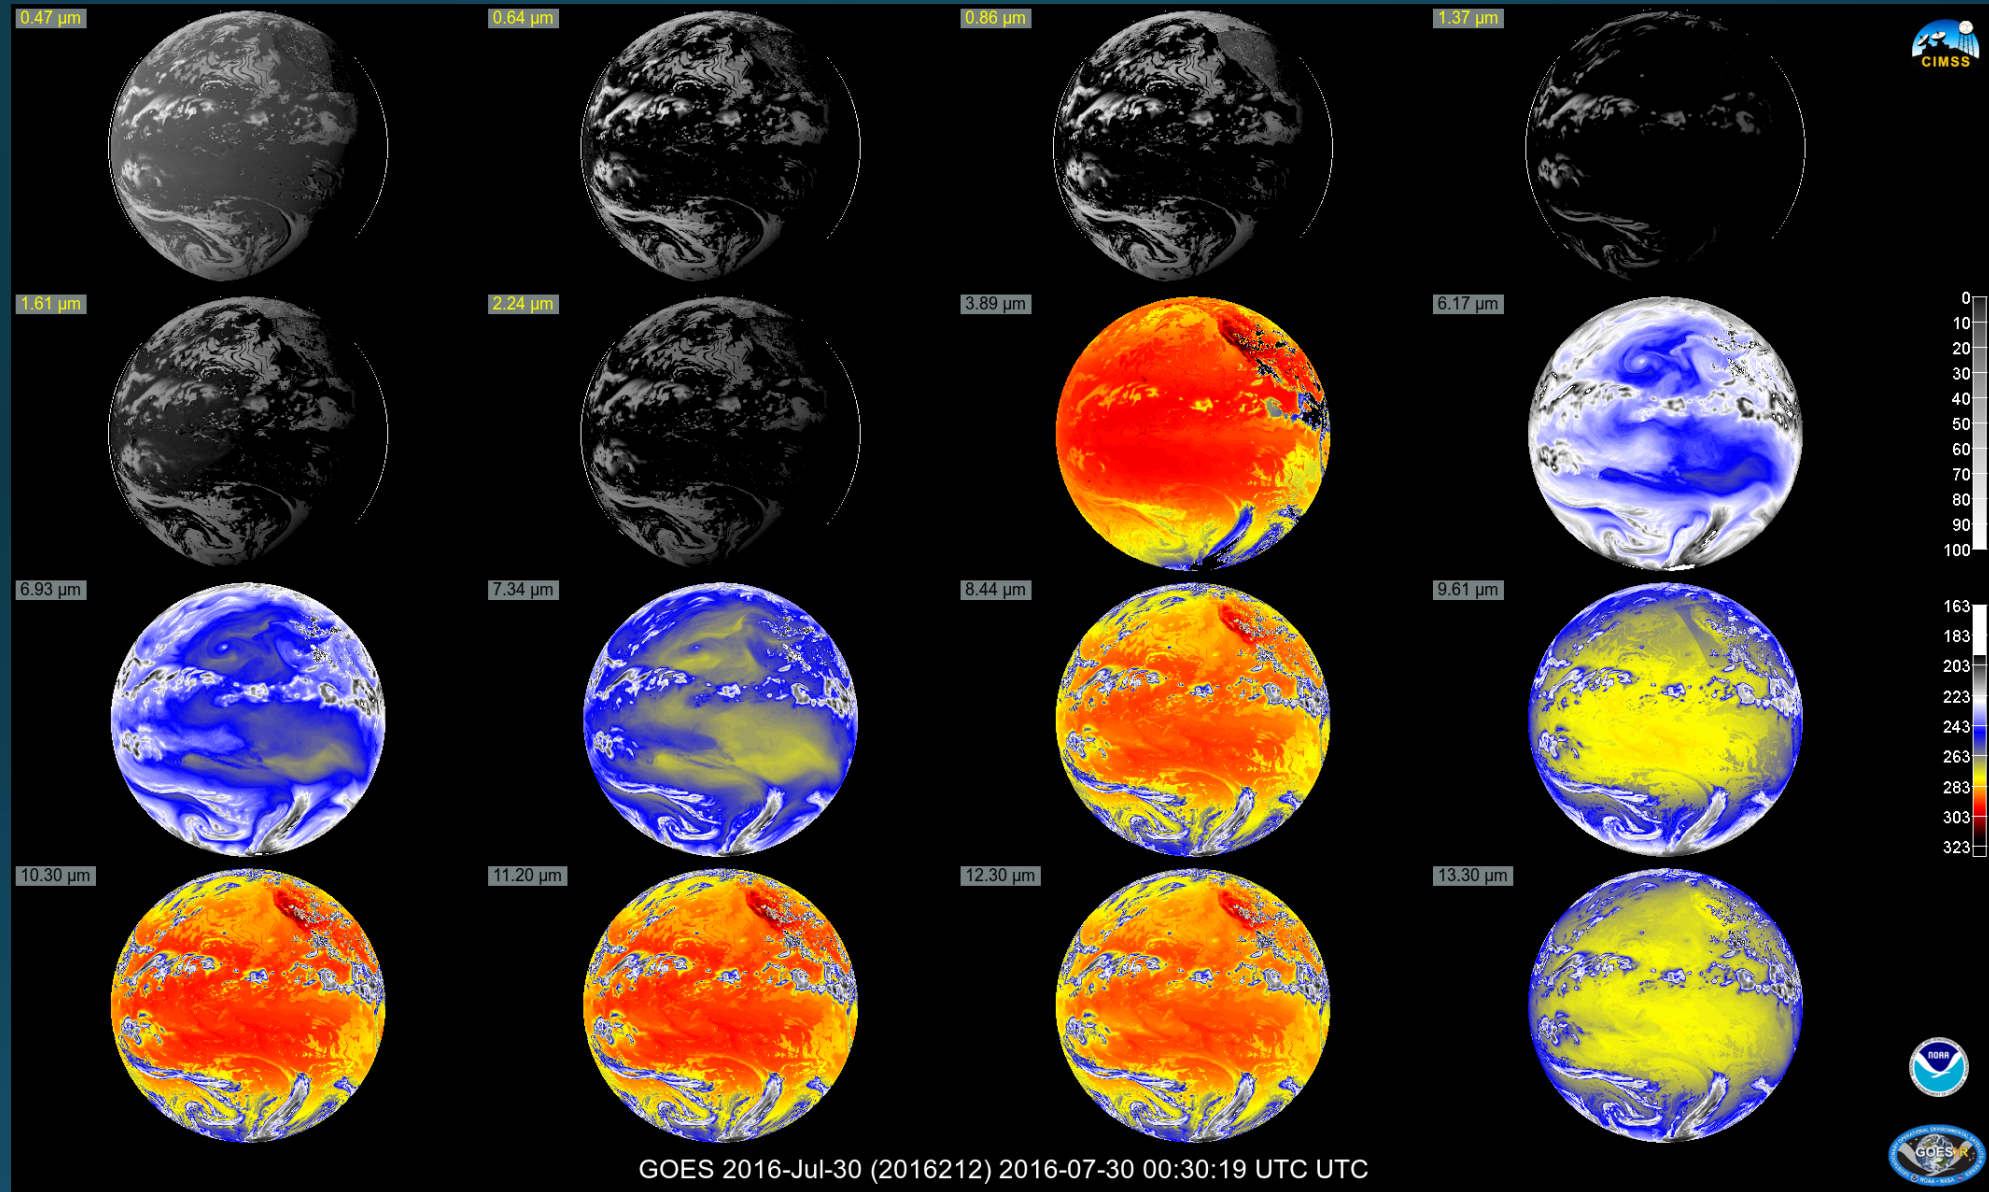 0.47 µm
0.64 µm
0.86 µm
1.37 µm
CIMSS
1.61 µm
2.24 µm
3.89 µm
6.17 µm
0
10
20
30
40
50
60
70
80
90
100
6.93 µm
7.34 µm
8.44 µm
9.61 µm
163
183
203
223
243
263
283
303
323
10.30 µm
11.20 µm
12.30 µm
13.30 µm
NOAA
GOES R
NOAA - NASA
GOES 2016-Jul-30 (2016212) 2016-07-30 00:30:19 UTC UTC